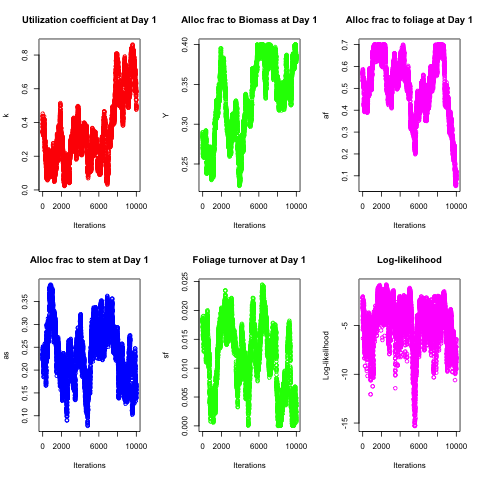 Utilization coefficient at Day 1
k
0.0 0.2 0.4 0.6 0.8
0 2000 6000 10000
Iterations
Alloc frac to Biomass at Day 1
Y
0.25 0.30 0.35 0.40
0 2000 6000 10000
Iterations
Alloc frac to foliage at Day 1
af
0.1 0.2 0.3 0.4 0.5 0.6 0.7
0 2000 6000 10000
Iterations
Alloc frac to stem at Day 1
as
0.10 0.15 0.20 0.25 0.30 0.35
0 2000 6000 10000
Iterations
Foliage turnover at Day 1
sf
0.000 0.005 0.010 0.015 0.020 0.025
0 2000 6000 10000
Iterations
Log-likelihood
Log-likelihood
-15 -10 -5
0 2000 6000 10000
Iterations